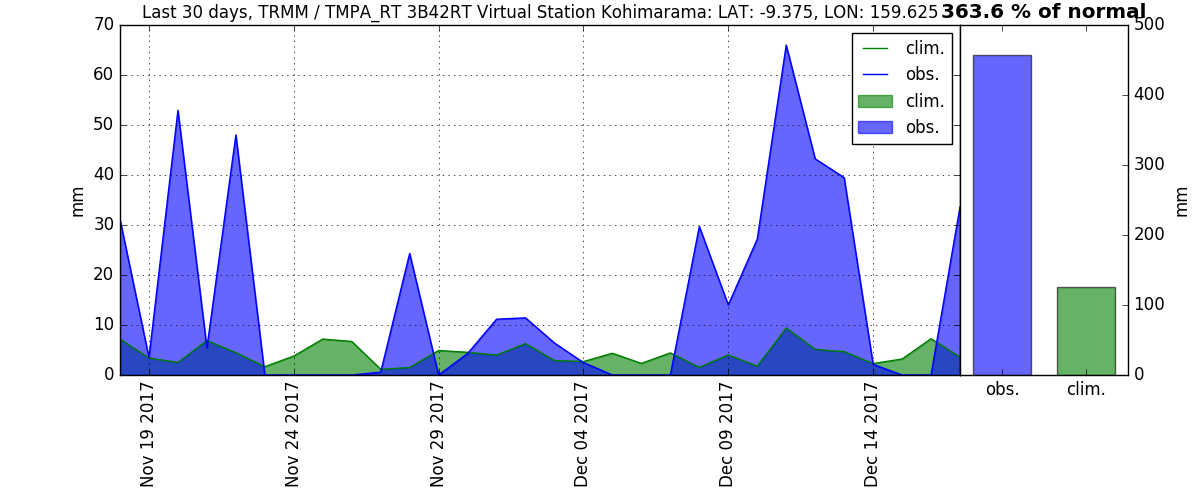 Last 30 days, TRMM / TMPA_RT 3B42RT Virtual Station Kohimarama: LAT: -9.375, LON: 159.625 363.6 % of normal
70
60
50
40
30
20
10
0
mm
clim.
obs.
clim.
obs.
Nov 19 2017
Nov 24 2017
Nov 29 2017
Dec 04 2017
Dec 09 2017
Dec 14 2017
500
400
300
200
100
0
mm
obs. clim.